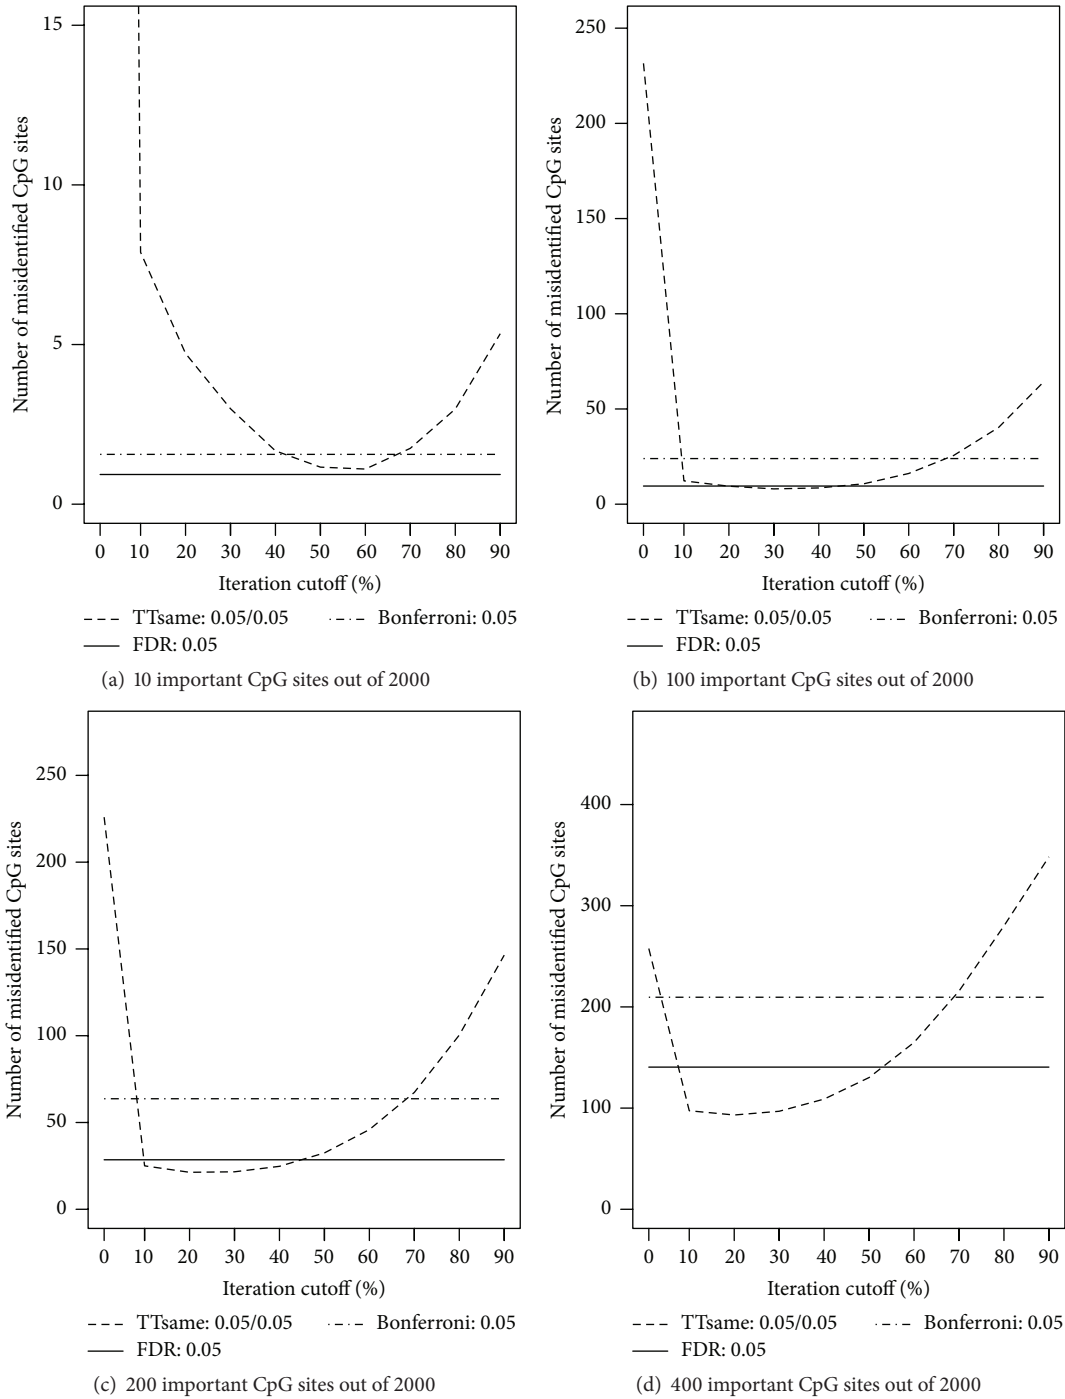 15
10
5
0
Number of misidentified CpG sites
0 10 20 30 40 50 60 70 80 90
Iteration cutoff (%)
TTsame: 0.05/0.05 Bonferroni: 0.05
FDR: 0.05
(a) 10 important CpG sites out of 2000
250
200
150
100
50
0
Number of misidentified CpG sites
0 10 20 30 40 50 60 70 80 90
Iteration cutoff (%)
TTsame: 0.05/0.05 Bonferroni: 0.05
FDR: 0.05
(b) 100 important CpG sites out of 2000
250
200
150
100
50
0
Number of misidentified CpG sites
0 10 20 30 40 50 60 70 80 90
Iteration cutoff (%)
TTsame: 0.05/0.05 Bonferroni: 0.05
FDR: 0.05
(c) 200 important CpG sites out of 2000
400
300
200
100
0
Number of misidentified CpG sites
0 10 20 30 40 50 60 70 80 90
Iteration cutoff (%)
TTsame: 0.05/0.05 Bonferroni: 0.05
FDR: 0.05
(d) 400 important CpG sites out of 2000